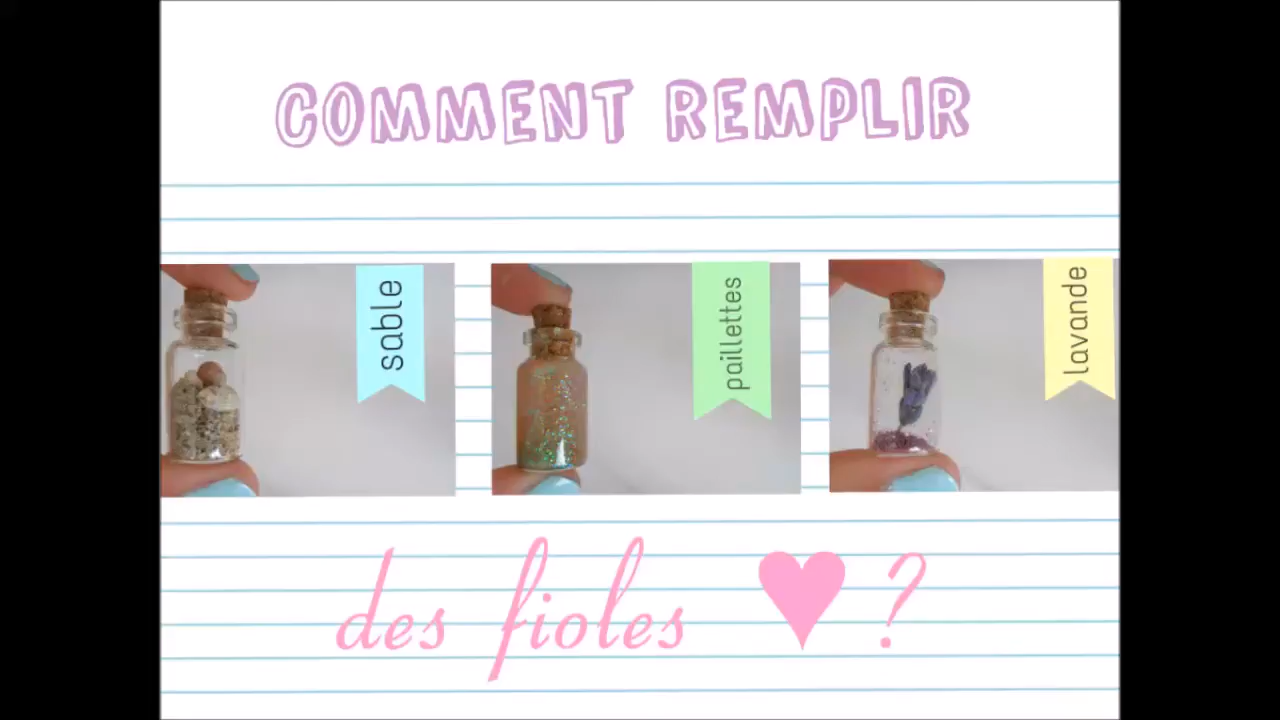 COMMENT REMPLIR
sable
paillettes
lavande
des fioles ♥ ?